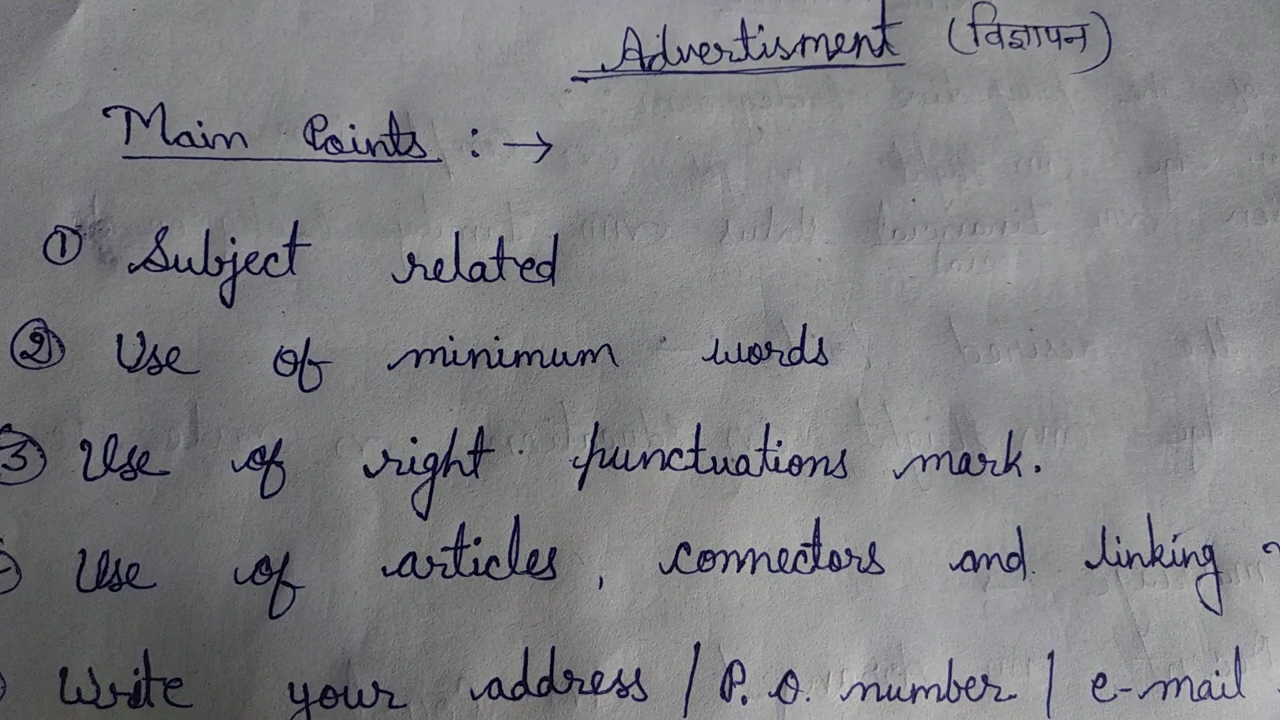 Advertisment (विज्ञापन)
Main Points : →
① Subject related
② Use of minimum words
③ Use of right punctuations mark.
Use of articles, connectors and linking
Write your address / P. O. number / e-mail